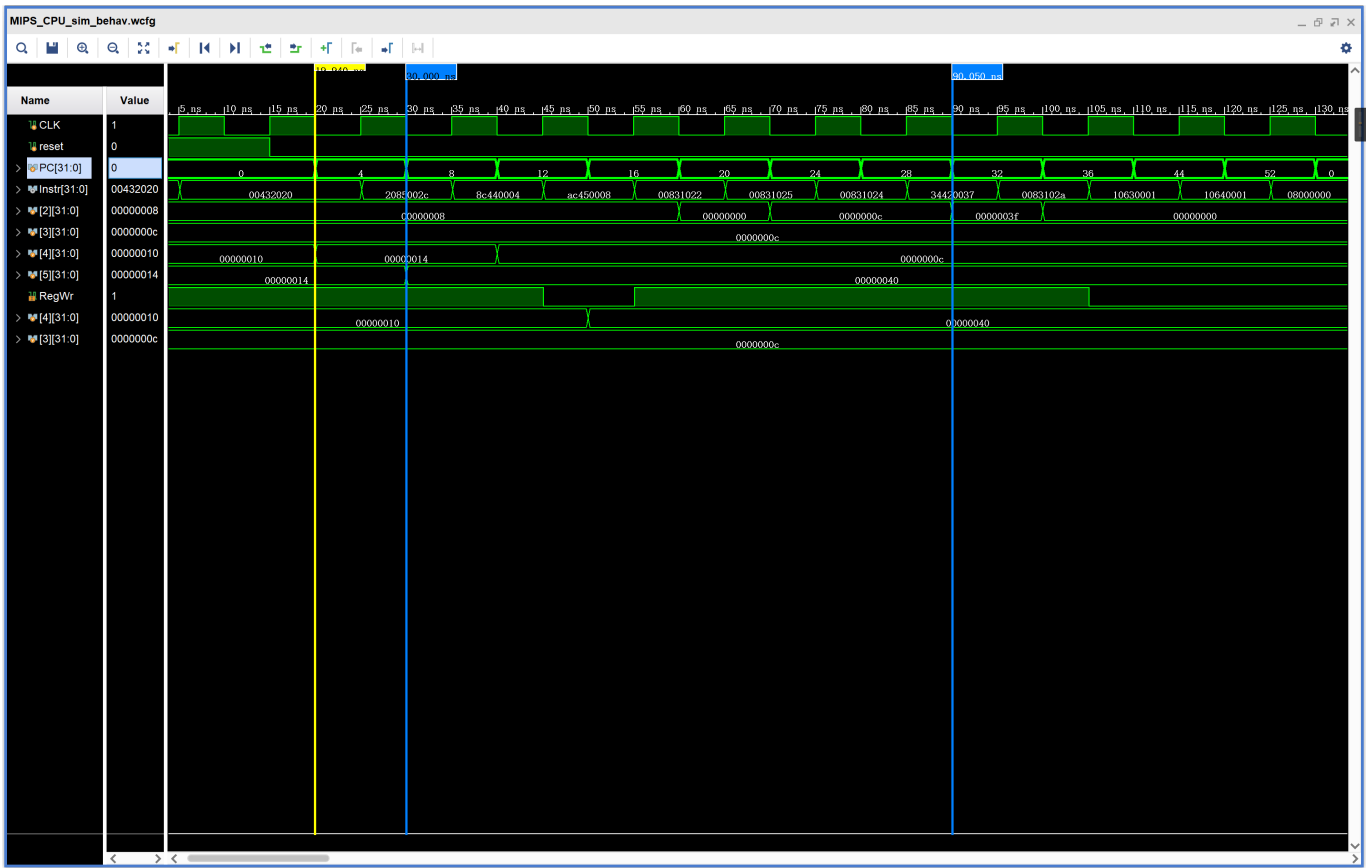 MIPS_CPU_sim_behav.wcfg
30.000 ns 90.050 ns
Name Value
5 ns 10 ns 15 ns 20 ns 25 ns 30 ns 35 ns 40 ns 45 ns 50 ns 55 ns 60 ns 65 ns 70 ns 75 ns 80 ns 85 ns 90 ns 95 ns 100 ns 105 ns 110 ns 115 ns 120 ns 125 ns 130 ns
CLK 1
reset 0
PC[31:0] 0 0 4 8 12 16 20 24 28 32 36 44 52 0
Instr[31:0] 00432020 00432020 2085002c 8c440004 ac450008 00831022 00831025 00831024 34420037 0083102a 10630001 10640001 08000000
[2][31:0] 00000008 00000008 00000000 0000000c 0000003f 00000000
[3][31:0] 0000000c 0000000c
[4][31:0] 00000010 00000010 00000014 0000000c
[5][31:0] 00000014 00000014 00000040
RegWr 1
[4][31:0] 00000010 00000010 00000040
[3][31:0] 0000000c 0000000c